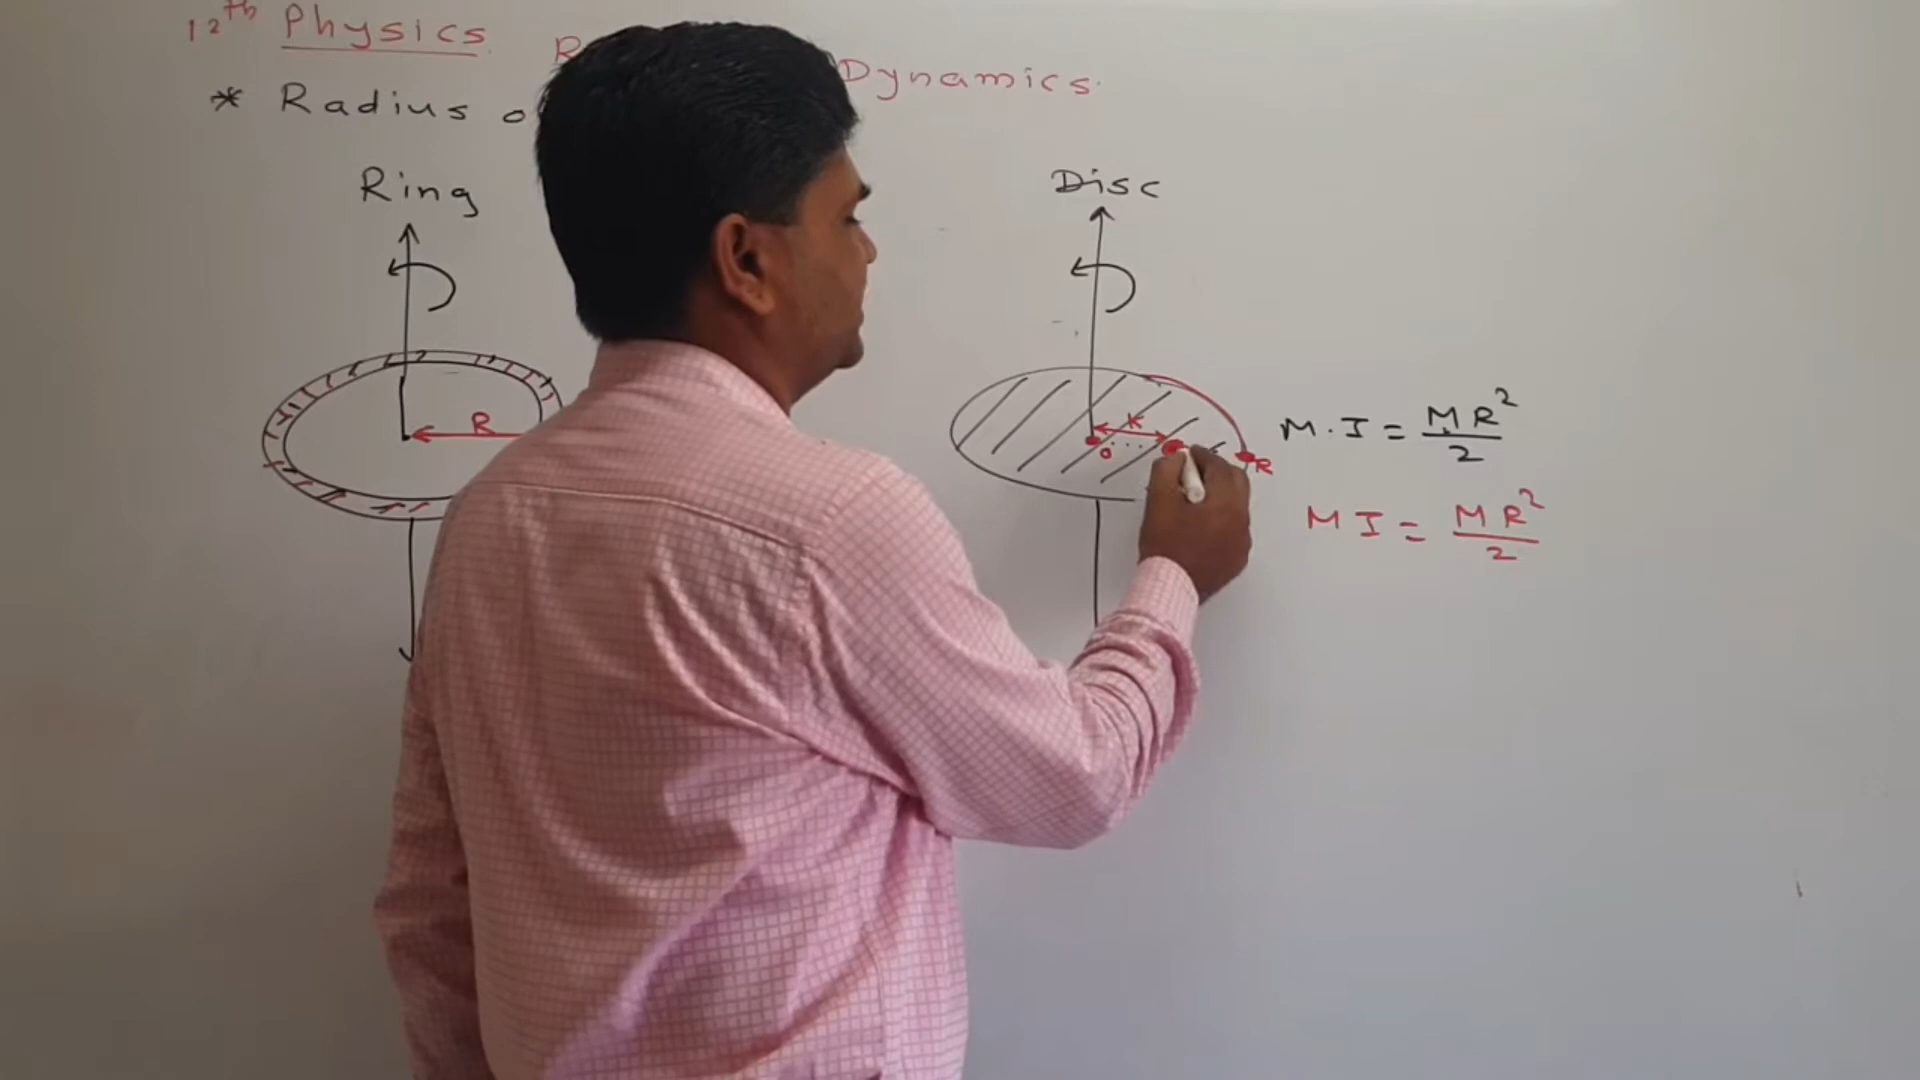 12th Physics Dynamics.
* Radius
Ring
Disc
R
K
O
R
M.I = MR²/2
MI = MR²/2